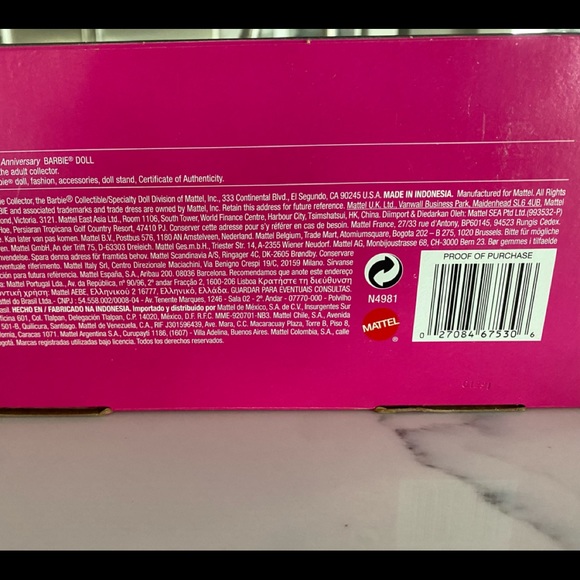 Anniversary BARBIE® DOLL
the adult collector.
bie® doll, fashion, accessories, doll stand, Certificate of Authenticity.
ie Collector, the Barbie® Collectible/Specialty Doll Division of Mattel, Inc., 333 Continental Blvd., El Segundo, CA 90245 U.S.A. MADE IN INDONESIA. Manufactured for Mattel. All Rights
BIE and associated trademarks and trade dress are owned by Mattel, Inc. Retain this address for future reference. Mattel U.K. Ltd., Vanwall Business Park, Maidenhead SL6 4UB. Mattel
ond, Victoria. 3121. Mattel East Asia Ltd., Room 1106, South Tower, World Finance Centre, Harbour City, Tsimshatsui, HK, China. Diimport & Diedarkan Oleh: Mattel SEA Pte Ltd.(993532-P)
Hoe, Persiaran Tropicana Golf Country Resort, 47410 PJ. Conserver cette adresse pour s'y référer en cas de besoin. Mattel France, 27/33 rue d'Antony, BP60145, 94523 Rungis Cedex.
e. Kan later nog van pas komen. Mattel B.V., Postbus 576, 1180 AN Amstelveen, Nederland. Mattel Belgium, Trade Mart, Atomiumsquare, Bogota 202 – B 275, 1020 Brussels. Bitte für mögliche
en. Mattel GmbH, An der Trift 75, D-63303 Dreieich. Mattel Ges.m.b.H., Triester Str. 14, A-2355 Wiener Neudorf. Mattel AG, Monbijoustrasse 68, CH-3000 Bern 23. Bør gemmes i tilfælde
nvendelse. Spara denna adress för framtida behov. Mattel Scandinavia A/S, Ringager 4C, DK-2605 Brøndby. Conservare
eventuale riferimento. Mattel Italy Srl, Centro Direzionale Maciachini, Via Benigno Crespi 19/D, 20159 Milano. Sírvanse
eventuales referencias. Mattel España, S.A., Aribau 200. 08036 Barcelona. Recomendamos que anote este endereço
ia: Mattel Portugal Lda., Av.da República, nº 90/96, 2º andar Fracção 2, 1600-206 Lisboa Κρατήστε τη διεύθυνση
ντική χρήση: Mattel AEBE, Ελληνικού 2 16777, Ελληνικό, Ελλάδα. GUARDAR PARA EVENTUAIS CONSULTAS.
attel do Brasil Ltda.- CNPJ : 54.558.002/0008-04 - Av. Tenente Marques, 1246 - Sala 02 - 2º. Andar - 07770-000 - Polvilho
rasil. HECHO EN / FABRICADO NA INDONESIA. Importado y distribuido por Mattel de México, S.A. de C.V., Insurgentes Sur
ficina 601, Col. Tlalpan, Delegación Tlalpan, C.P. 14020, México, D.F. R.F.C. MME-920701-NB3. Mattel Chile, S.A., Avenida
501-B, Quilicura, Santiago. Mattel de Venezuela, C.A., RIF J301596439, Ave. Mara, C.C. Macaracuay Plaza, Torre B, Piso 8,
Caracas 1071. Mattel Argentina S.A., Curupaytí 1186, (1607) - Villa Adelina, Buenos Aires. Mattel Colombia, S.A., calle
Bogotá. Marcas registradas utilizadas bajo licencia. Todos los derechos reservados.
N4981
MATTEL
PROOF OF PURCHASE
0 27084 67530 6